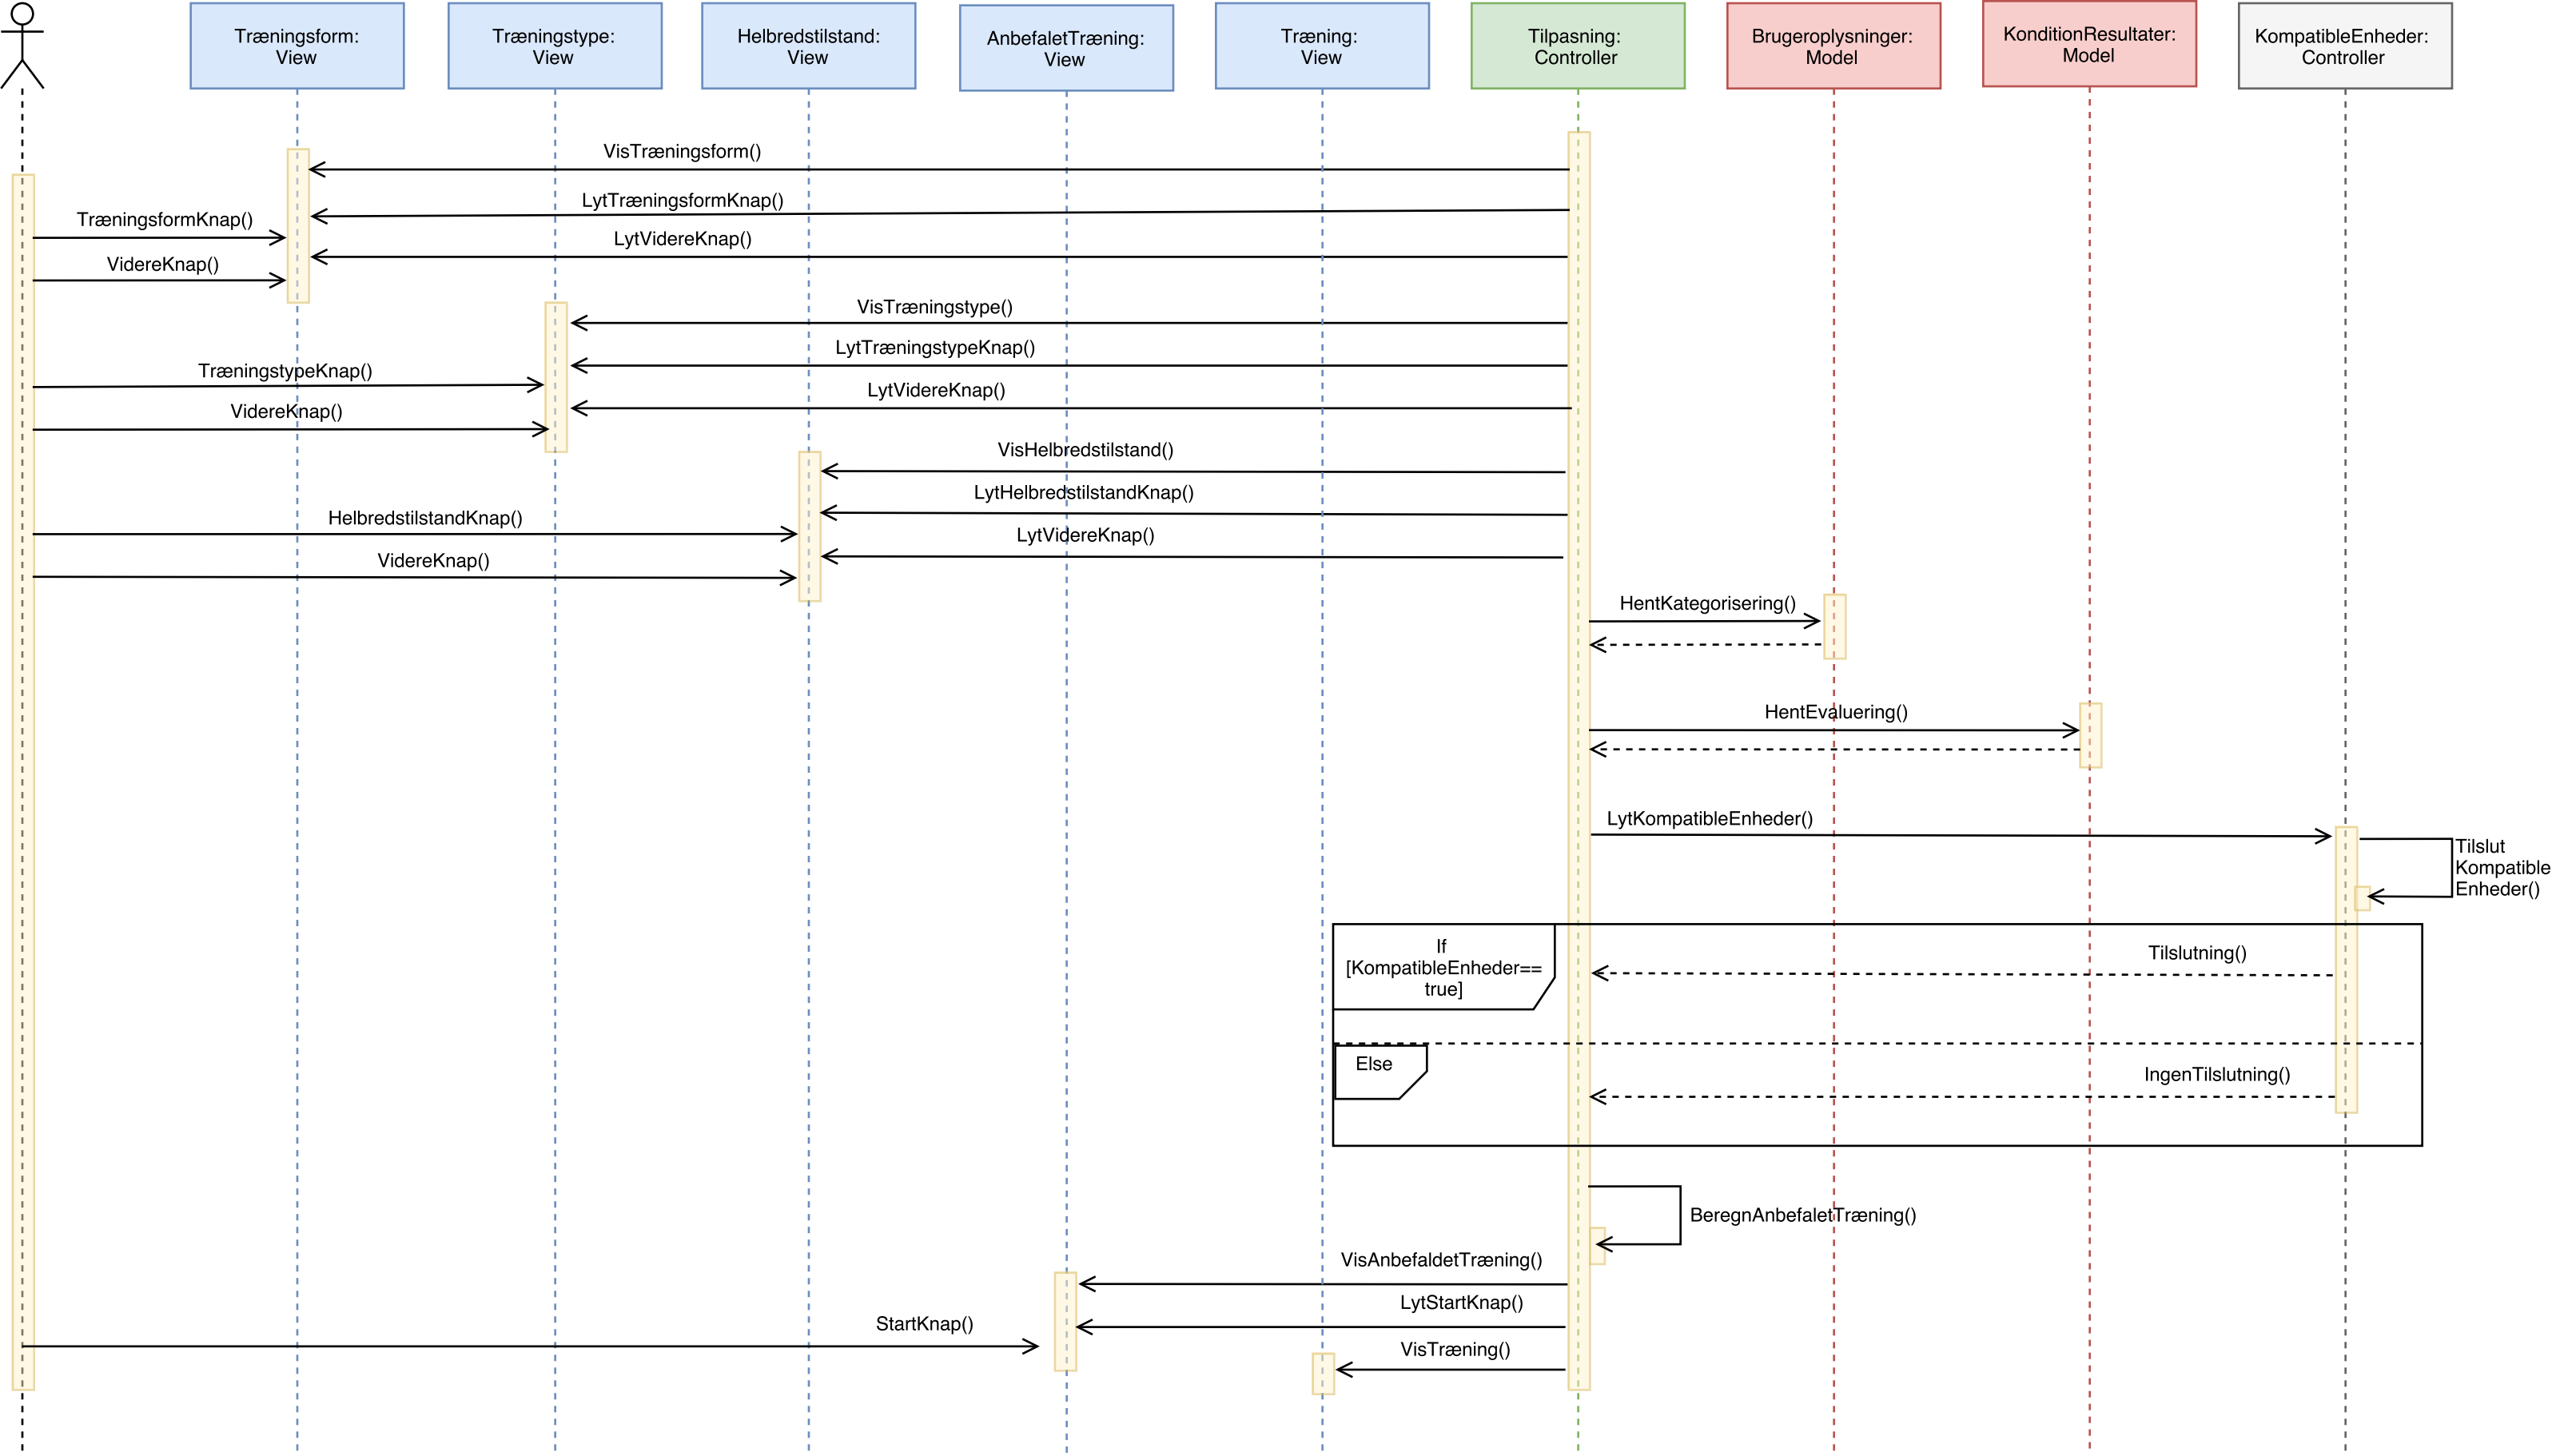 Træningsform:
View
Træningstype:
View
Helbredstilstand:
View
AnbefaletTræning:
View
Træning:
View
Tilpasning:
Controller
Brugeroplysninger:
Model
KonditionResultater:
Model
KompatibleEnheder:
Controller
VisTræningsform()
LytTræningsformKnap()
TræningsformKnap()
LytVidereKnap()
VidereKnap()
VisTræningstype()
LytTræningstypeKnap()
TræningstypeKnap()
LytVidereKnap()
VidereKnap()
VisHelbredstilstand()
LytHelbredstilstandKnap()
HelbredstilstandKnap()
LytVidereKnap()
VidereKnap()
HentKategorisering()
HentEvaluering()
LytKompatibleEnheder()
Tilslut
Kompatible
Enheder()
If
[KompatibleEnheder==
true]
Tilslutning()
Else
IngenTilslutning()
BeregnAnbefaletTræning()
VisAnbefaldetTræning()
LytStartKnap()
StartKnap()
VisTræning()